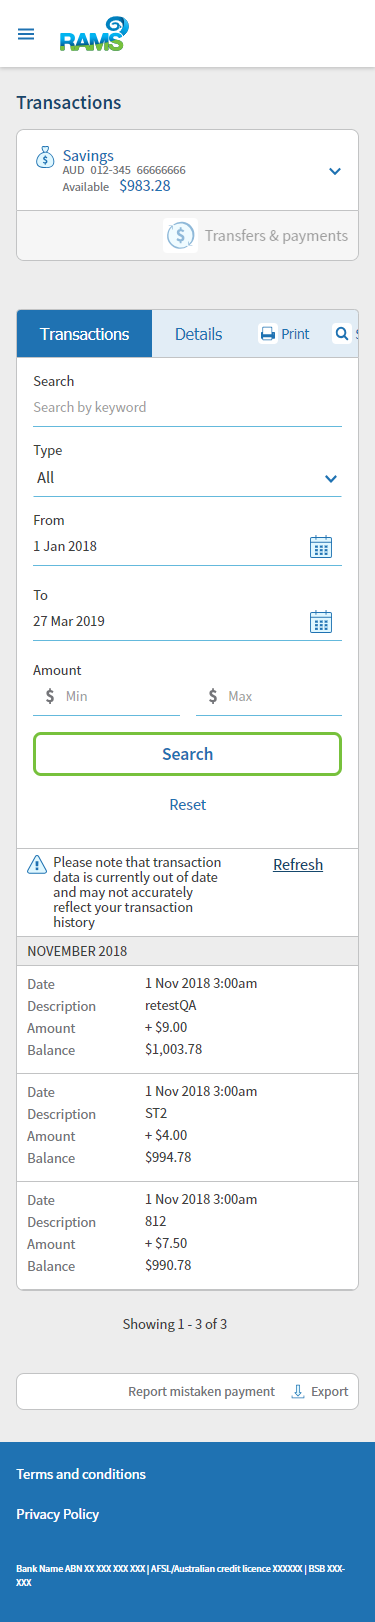 RAMS
Transactions
Savings
AUD 012-345 66666666
Available $983.28
Transfers & payments
Transactions Details Print
Search
Search by keyword
Type
All
From
1 Jan 2018
To
27 Mar 2019
Amount
$ Min $ Max
Search
Reset
Please note that transaction Refresh
data is currently out of date
and may not accurately
reflect your transaction
history
NOVEMBER 2018
Date 1 Nov 2018 3:00am
Description retestQA
Amount + $9.00
Balance $1,003.78
Date 1 Nov 2018 3:00am
Description ST2
Amount + $4.00
Balance $994.78
Date 1 Nov 2018 3:00am
Description 812
Amount + $7.50
Balance $990.78
Showing 1 - 3 of 3
Report mistaken payment Export
Terms and conditions
Privacy Policy
Bank Name ABN XX XXX XXX XXX | AFSL/Australian credit licence XXXXXX | BSB XXX-
XXX